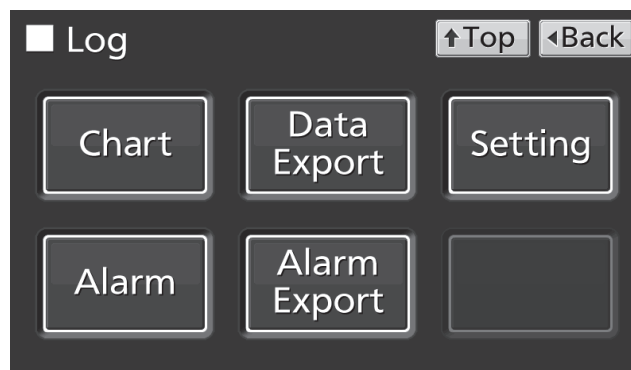 Log
Top
Back
Chart
Data
Export
Setting
Alarm
Alarm
Export